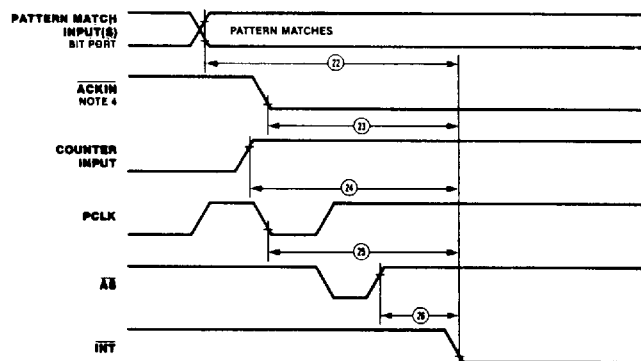 PATTERN MATCH
INPUT(S)
BIT PORT
PATTERN MATCHES
22
ACKIN
NOTE 4
23
COUNTER
INPUT
24
PCLK
25
AS
26
INT